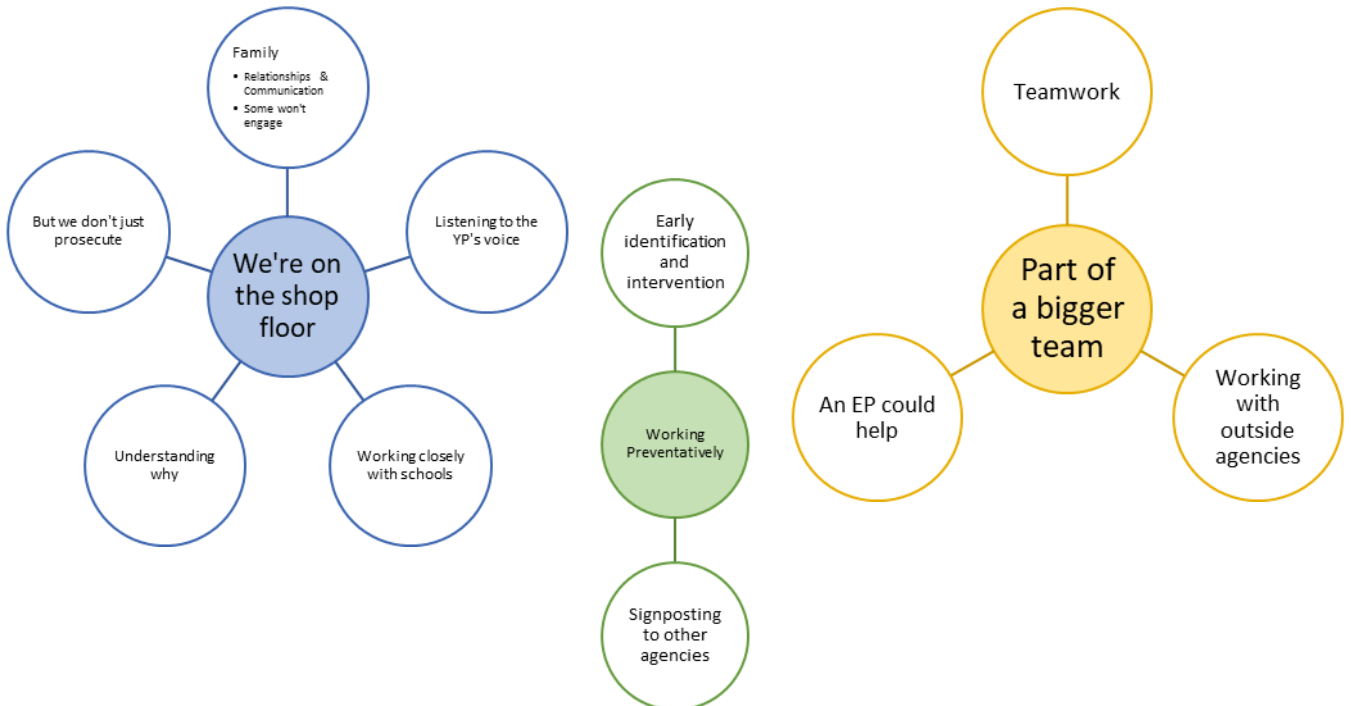 Family
▪ Relationships &
Communication
▪ Some won't
engage
But we don't just
prosecute
We're on
the shop
floor
Listening to the
YP's voice
Understanding
why
Working closely
with schools
Early
identification
and
intervention
Working
Preventatively
Signposting
to other
agencies
Teamwork
Part of
a bigger
team
An EP could
help
Working
with
outside
agencies